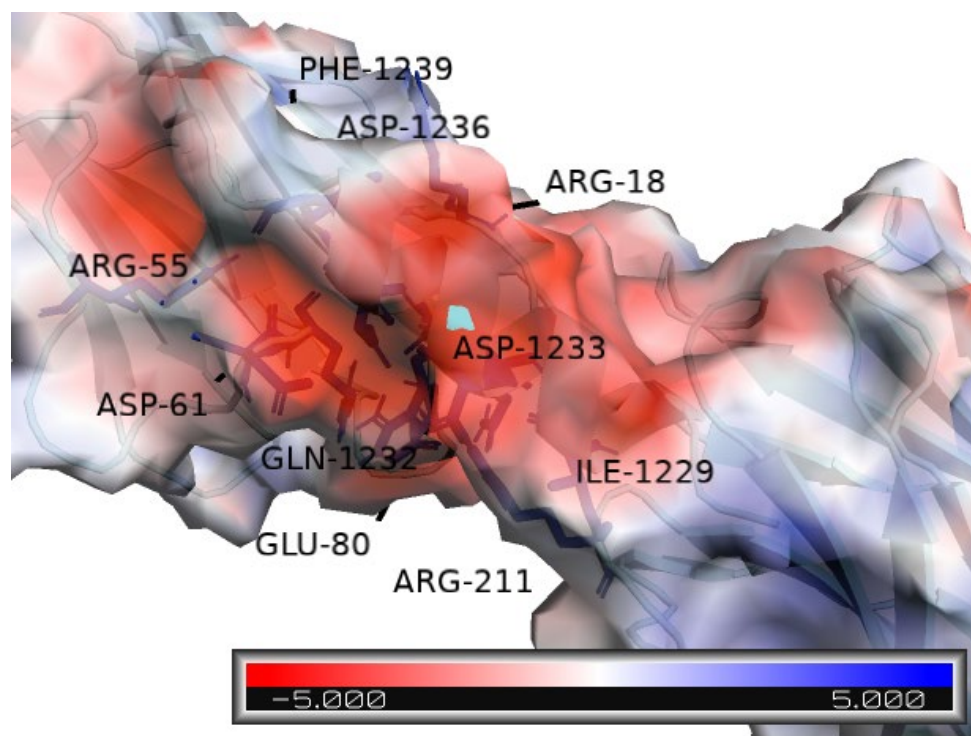 PHE-1239
ASP-1236
ARG-18
ARG-55
ASP-1233
ASP-61
GLN-1232
ILE-1229
GLU-80
ARG-211
-5.000 5.000